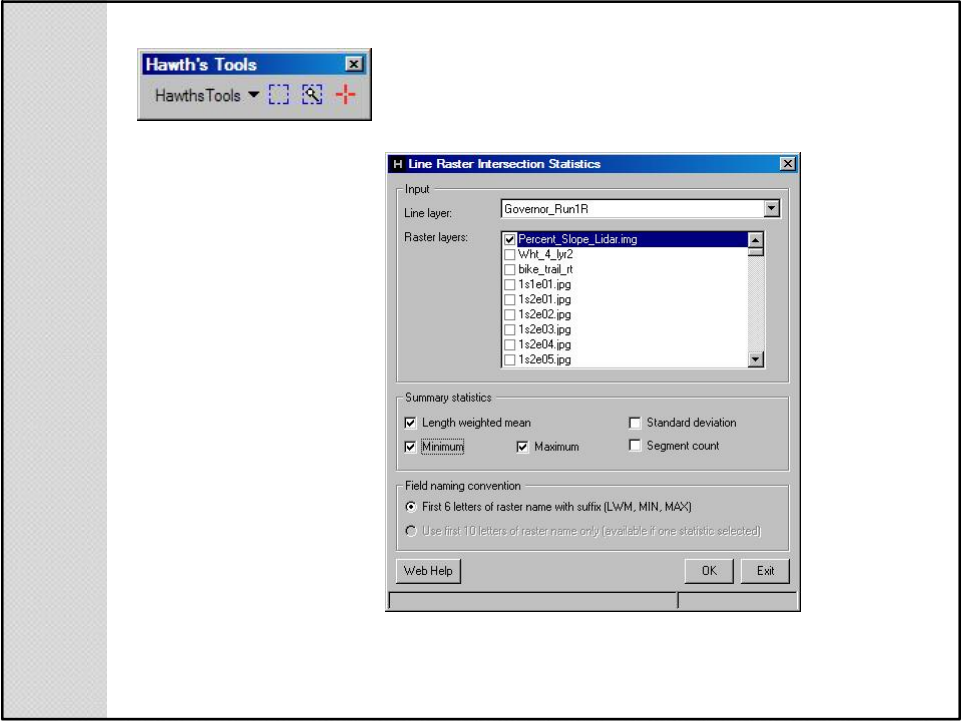 Hawth's Tools
HawthsTools
H Line Raster Intersection Statistics
Input
Line layer:
Governor_Run1R
Raster layers:
Percent_Slope_Lidar.img
Wht_4_lyr2
bike_trail_rt
1s1e01.jpg
1s2e01.jpg
1s2e02.jpg
1s2e03.jpg
1s2e04.jpg
1s2e05.jpg
Summary statistics
Length weighted mean
Standard deviation
Minimum
Maximum
Segment count
Field naming convention
First 6 letters of raster name with suffix (LWM, MIN, MAX)
Use first 10 letters of raster name only (available if one statistic selected)
Web Help
OK
Exit